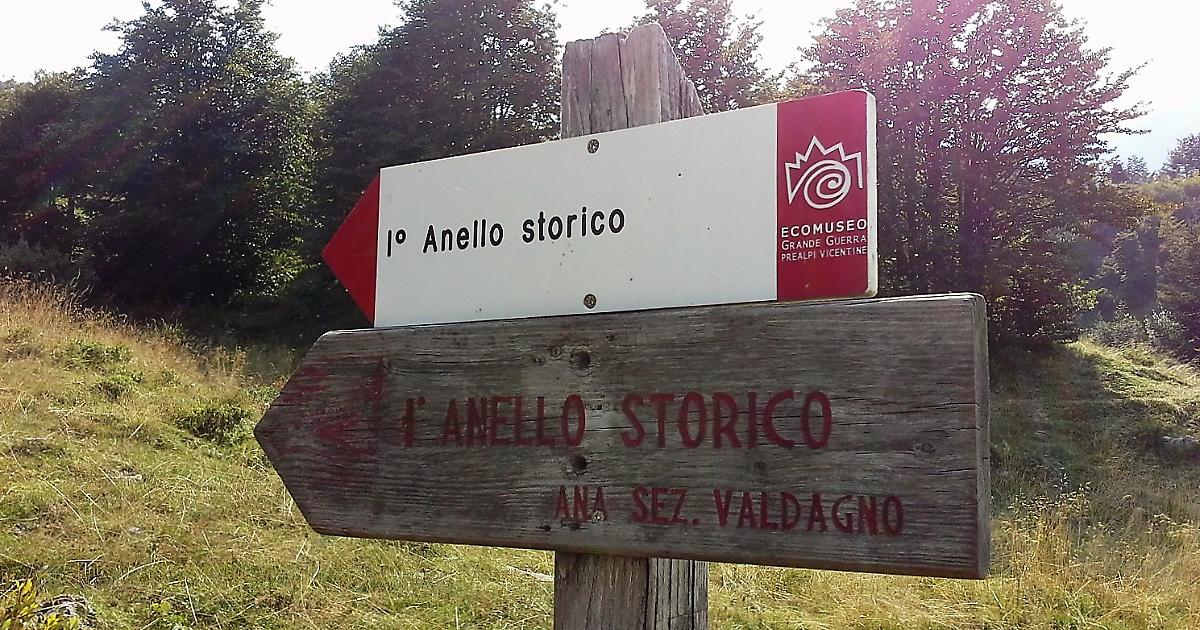 1° Anello storico
ECOMUSEO
GRANDE GUERRA
PREALPI VICENTINE
1° ANELLO STORICO
ANA SEZ. VALDAGNO